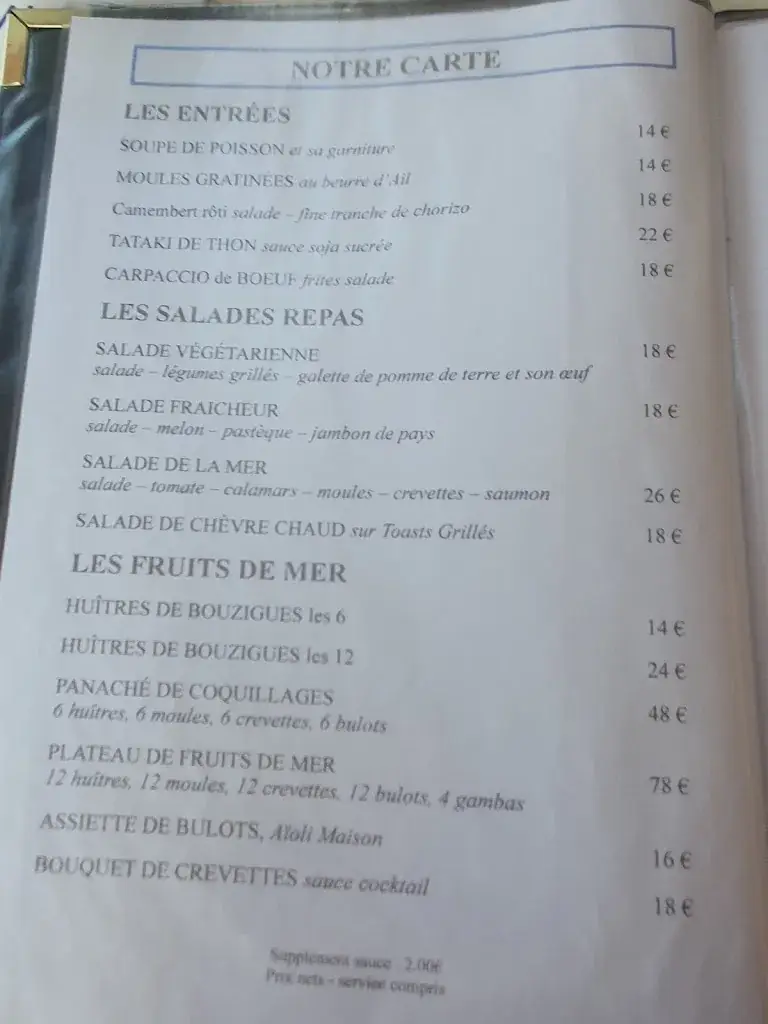 NOTRE CARTE
LES ENTRÉES
SOUPE DE POISSON et sa garniture 14 €
MOULES GRATINÉES au beurre d'Ail 14 €
Camembert rôti salade – fine tranche de chorizo 18 €
TATAKI DE THON sauce soja sucrée 22 €
CARPACCIO de BOEUF frites salade 18 €
LES SALADES REPAS
SALADE VÉGÉTARIENNE 18 €
salade – légumes grillés – galette de pomme de terre et son œuf
SALADE FRAICHEUR 18 €
salade – melon – pastèque – jambon de pays
SALADE DE LA MER
salade – tomate – calamars – moules – crevettes – saumon 26 €
SALADE DE CHÈVRE CHAUD sur Toasts Grillés 18 €
LES FRUITS DE MER
HUÎTRES DE BOUZIGUES les 6 14 €
HUÎTRES DE BOUZIGUES les 12 24 €
PANACHÉ DE COQUILLAGES 48 €
6 huîtres, 6 moules, 6 crevettes, 6 bulots
PLATEAU DE FRUITS DE MER 78 €
12 huîtres, 12 moules, 12 crevettes, 12 bulots, 4 gambas
ASSIETTE DE BULOTS, Aïoli Maison 16 €
BOUQUET DE CREVETTES sauce cocktail 18 €
Supplément sauce 2.00€
Prix nets - service compris